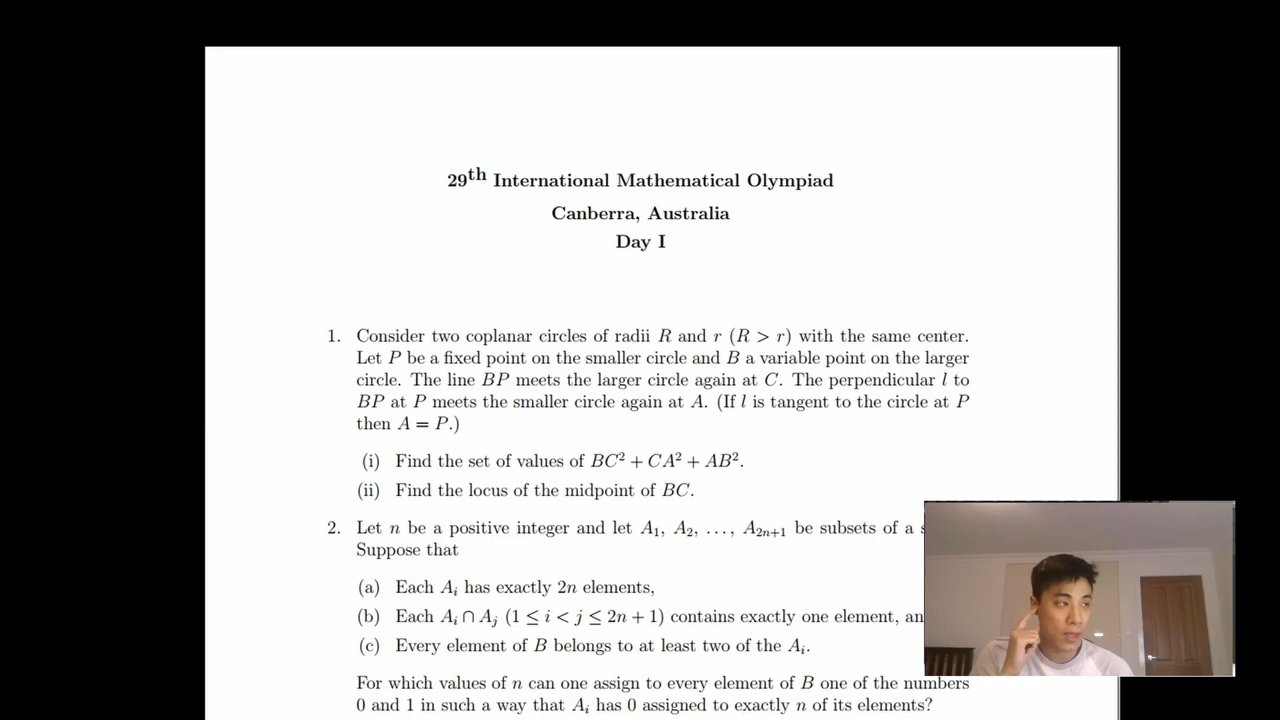 29th International Mathematical Olympiad
Canberra, Australia
Day I
1. Consider two coplanar circles of radii R and r (R > r) with the same center.
Let P be a fixed point on the smaller circle and B a variable point on the larger
circle. The line BP meets the larger circle again at C. The perpendicular l to
BP at P meets the smaller circle again at A. (If l is tangent to the circle at P
then A = P.)
(i) Find the set of values of BC² + CA² + AB².
(ii) Find the locus of the midpoint of BC.
2. Let n be a positive integer and let A₁, A₂, …, A₂ₙ₊₁ be subsets of a
Suppose that
(a) Each Aᵢ has exactly 2n elements,
(b) Each Aᵢ ∩ Aⱼ (1 ≤ i < j ≤ 2n + 1) contains exactly one element,
(c) Every element of B belongs to at least two of the Aᵢ.
For which values of n can one assign to every element of B one of the numbers
0 and 1 in such a way that Aᵢ has 0 assigned to exactly n of its elements?